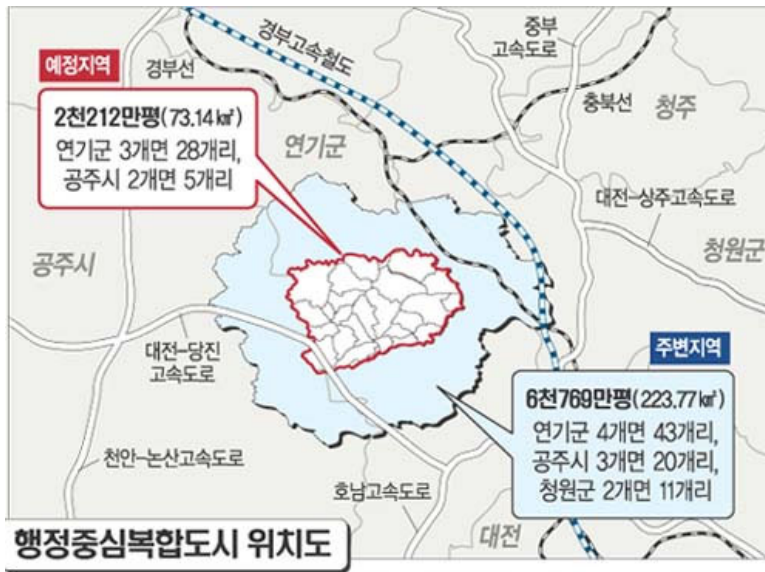 예정지역
2천212만평(73.14㎢)
연기군 3개면 28개리,
공주시 2개면 5개리
경부선
경부고속철도
중부
고속도로
충북선
청주
연기군
대전-상주고속도로
청원군
공주시
대전-당진
고속도로
주변지역
6천769만평(223.77㎢)
연기군 4개면 43개리,
공주시 3개면 20개리,
청원군 2개면 11개리
천안-논산고속도로
호남고속도로
대전
행정중심복합도시 위치도